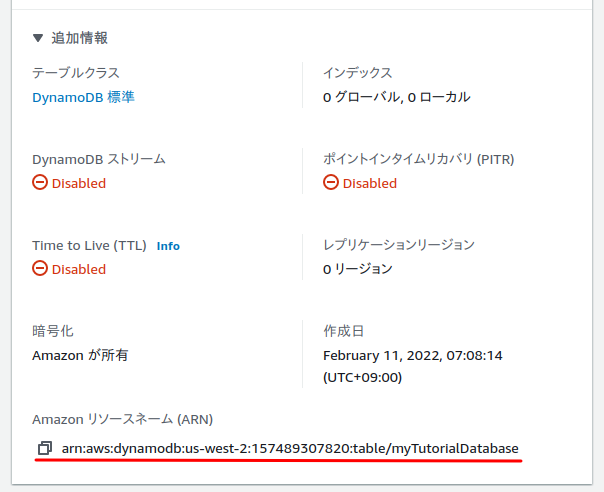 追加情報
テーブルクラス
DynamoDB 標準
インデックス
0 グローバル, 0 ローカル
DynamoDB ストリーム
Disabled
ポイントインタイムリカバリ (PITR)
Disabled
Time to Live (TTL) Info
Disabled
レプリケーションリージョン
0 リージョン
暗号化
Amazon が所有
作成日
February 11, 2022, 07:08:14
(UTC+09:00)
Amazon リソースネーム (ARN)
arn:aws:dynamodb:us-west-2:157489307820:table/myTutorialDatabase